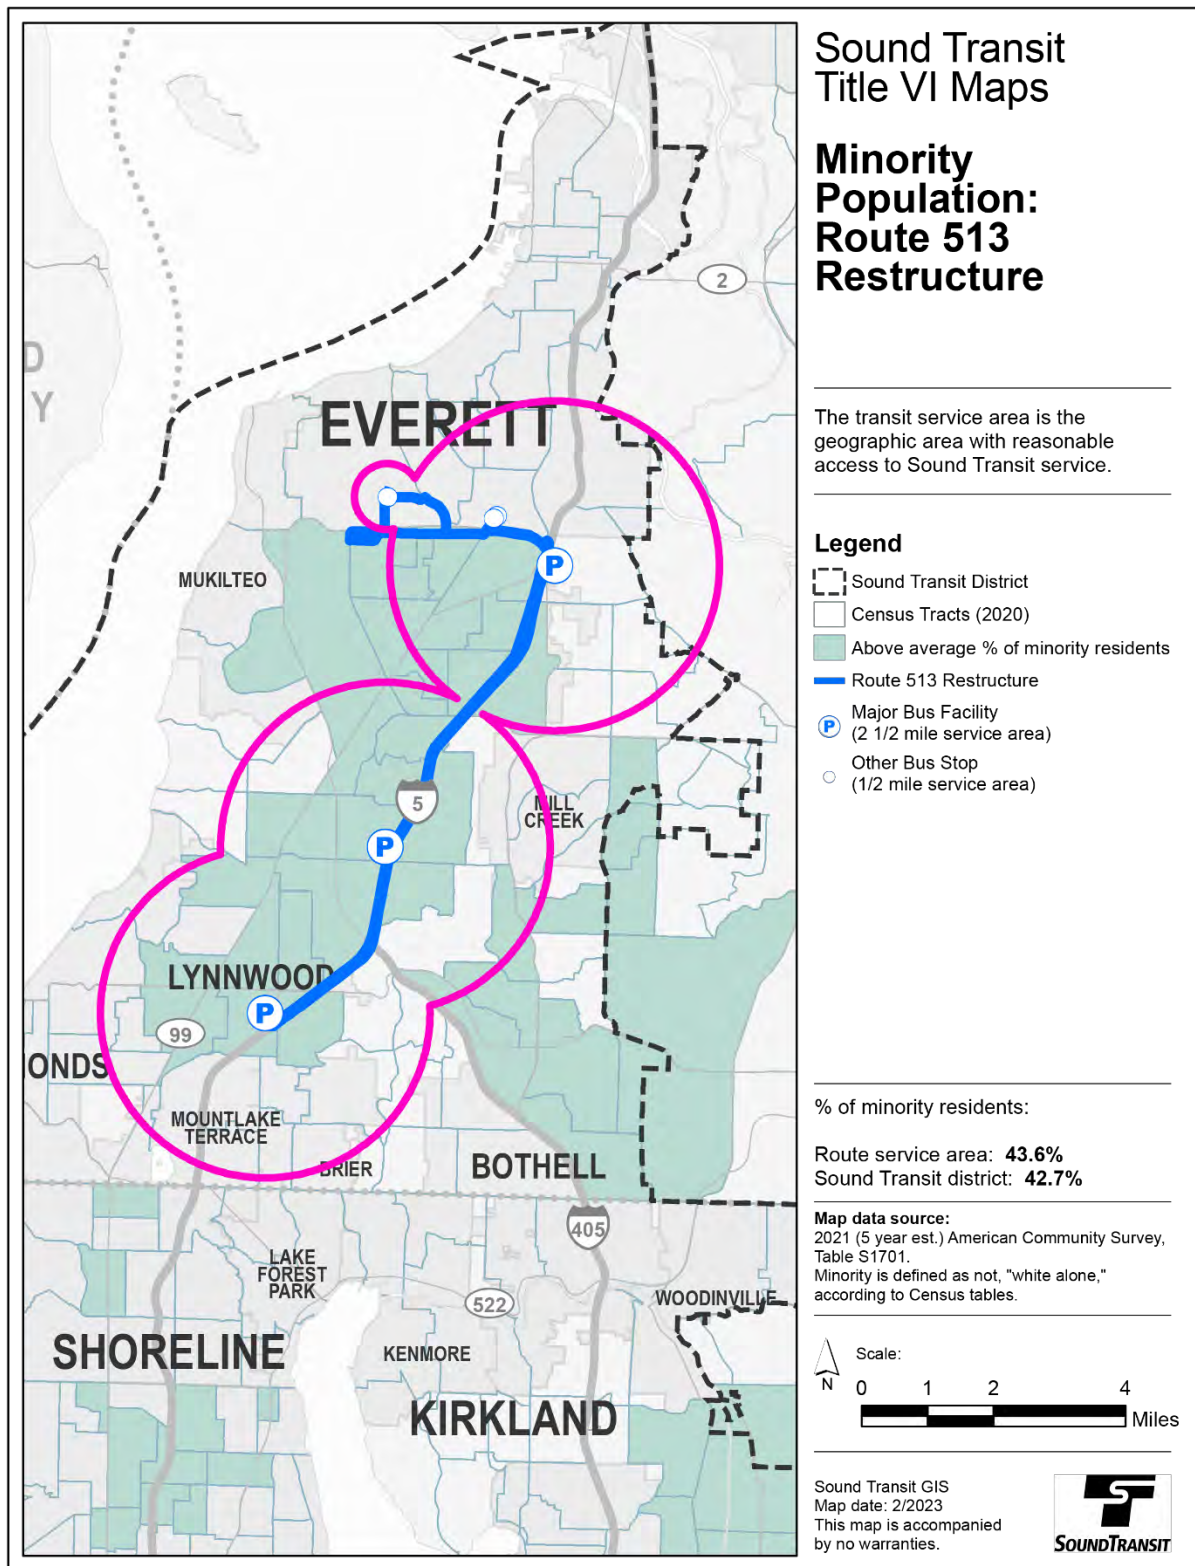 Sound Transit
Title VI Maps
Minority
Population:
Route 513
Restructure
The transit service area is the
geographic area with reasonable
access to Sound Transit service.
Legend
Sound Transit District
Census Tracts (2020)
Above average % of minority residents
Route 513 Restructure
P
Major Bus Facility
(2 1/2 mile service area)
Other Bus Stop
(1/2 mile service area)
% of minority residents:
Route service area: 43.6%
Sound Transit district: 42.7%
Map data source:
2021 (5 year est.) American Community Survey,
Table S1701.
Minority is defined as not, "white alone,"
according to Census tables.
N
Scale:
0 1 2 4
Miles
Sound Transit GIS
Map date: 2/2023
This map is accompanied
by no warranties.
SOUNDTRANSIT
2
D
Y
EVERETT
P
MUKILTEO
5
MILL
CREEK
P
LYNNWOOD
P
99
ONDS
MOUNTLAKE
TERRACE
BRIER
BOTHELL
405
LAKE
FOREST
PARK
522
WOODINVILLE
SHORELINE
KENMORE
KIRKLAND